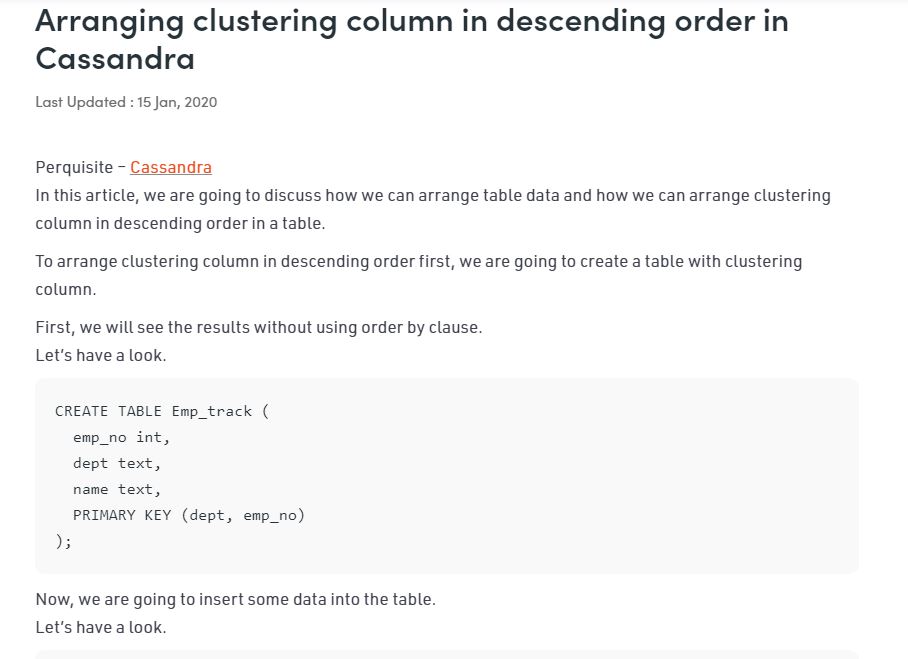 Arranging clustering column in descending order in
Cassandra
Last Updated : 15 Jan, 2020
Perquisite – Cassandra
In this article, we are going to discuss how we can arrange table data and how we can arrange clustering
column in descending order in a table.
To arrange clustering column in descending order first, we are going to create a table with clustering
column.
First, we will see the results without using order by clause.
Let's have a look.
CREATE TABLE Emp_track (
  emp_no int,
  dept text,
  name text,
  PRIMARY KEY (dept, emp_no)
);
Now, we are going to insert some data into the table.
Let's have a look.